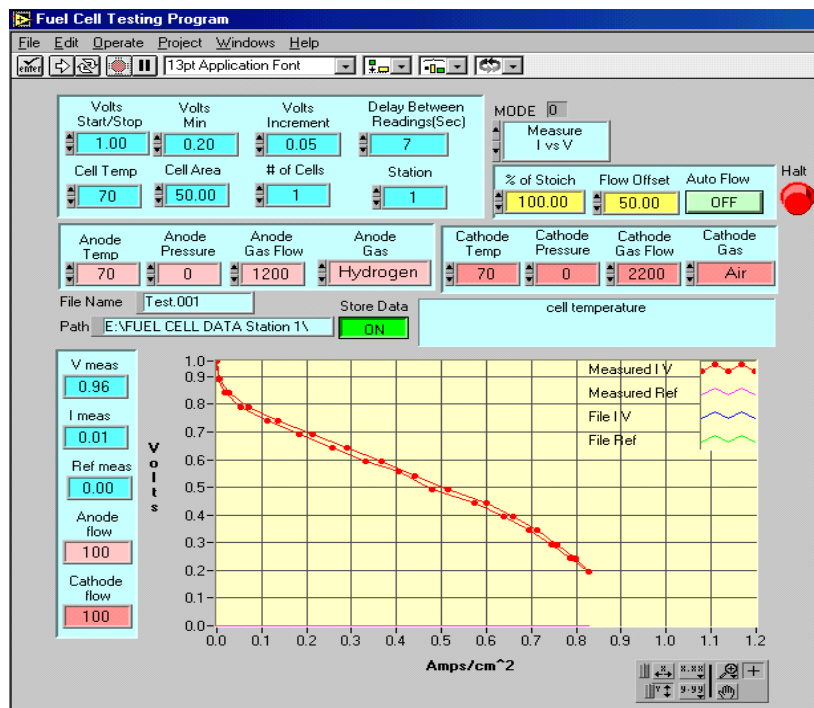 Fuel Cell Testing Program
File Edit Operate Project Windows Help
enter 13pt Application Font
Volts Start/Stop
1.00
Volts Min
0.20
Volts Increment
0.05
Delay Between Readings(Sec)
7
Cell Temp
70
Cell Area
50.00
# of Cells
1
Station
1
MODE 0
Measure
I vs V
% of Stoich
100.00
Flow Offset
50.00
Auto Flow
OFF
Halt
Anode Temp
70
Anode Pressure
0
Anode Gas Flow
1200
Anode Gas
Hydrogen
Cathode Temp
70
Cathode Pressure
0
Cathode Gas Flow
2200
Cathode Gas
Air
File Name Test.001
Path E:\FUEL CELL DATA Station 1\
Store Data
ON
cell temperature
V meas
0.96
I meas
0.01
Ref meas
0.00
Anode flow
100
Cathode flow
100
Volts
1.0
0.9
0.8
0.7
0.6
0.5
0.4
0.3
0.2
0.1
0.0
Measured I V
Measured Ref
File I V
File Ref
0.0 0.1 0.2 0.3 0.4 0.5 0.6 0.7 0.8 0.9 1.0 1.1 1.2
Amps/cm^2
X x.xx
Y y.yy